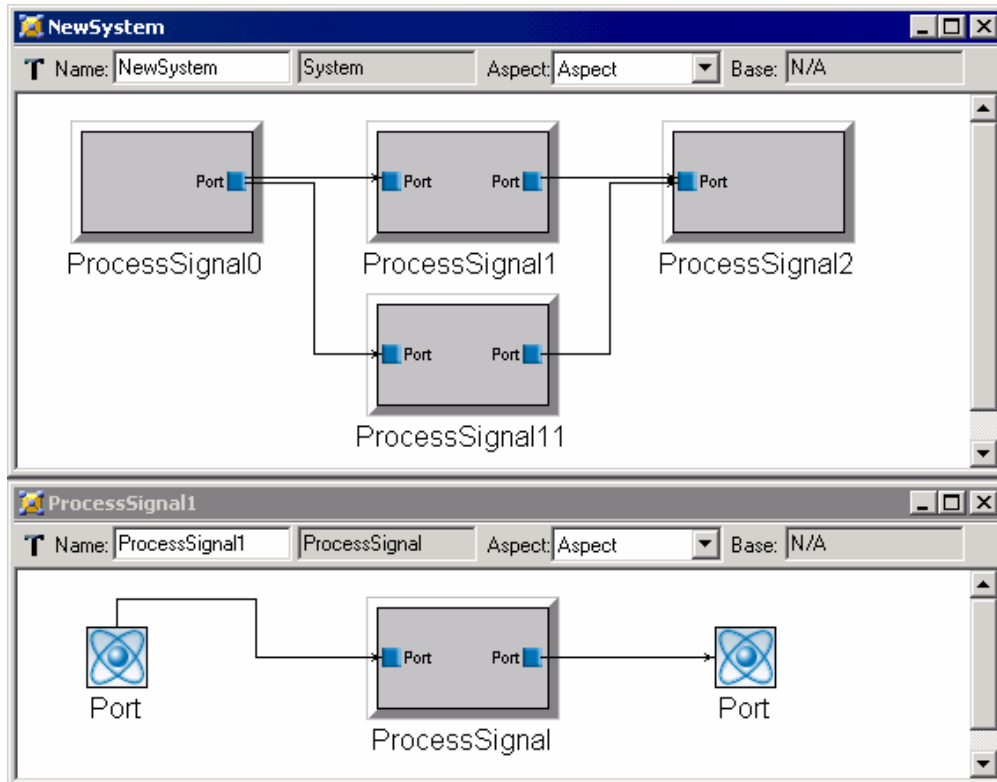 NewSystem
Name: NewSystem System Aspect: Aspect Base: N/A
Port Port Port Port
ProcessSignal0 ProcessSignal1 ProcessSignal2
Port Port
ProcessSignal11
ProcessSignal1
Name: ProcessSignal1 ProcessSignal Aspect: Aspect Base: N/A
Port Port
Port Port
ProcessSignal